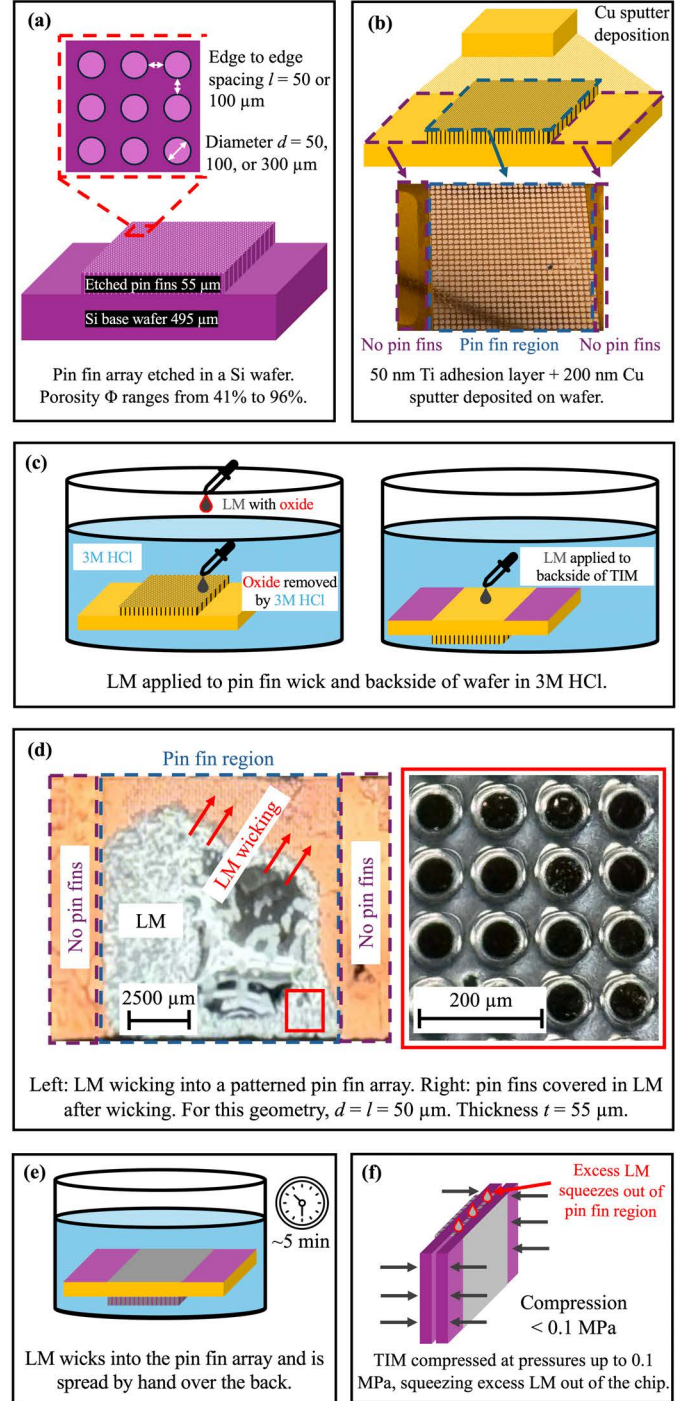 (a)
Edge to edge
spacing l = 50 or
100 µm
Diameter d = 50,
100, or 300 µm
Etched pin fins 55 µm
Si base wafer 495 µm
Pin fin array etched in a Si wafer.
Porosity Φ ranges from 41% to 96%.
(b)
Cu sputter
deposition
No pin fins
Pin fin region
No pin fins
50 nm Ti adhesion layer + 200 nm Cu
sputter deposited on wafer.
(c)
LM with oxide
3M HCl
Oxide removed
by 3M HCl
LM applied to
backside of TIM
LM applied to pin fin wick and backside of wafer in 3M HCl.
(d)
Pin fin region
No pin fins
LM wicking
LM
No pin fins
2500 µm
200 µm
Left: LM wicking into a patterned pin fin array. Right: pin fins covered in LM
after wicking. For this geometry, d = l = 50 µm. Thickness t = 55 µm.
(e)
~5 min
LM wicks into the pin fin array and is
spread by hand over the back.
(f)
Excess LM
squeezes out of
pin fin region
Compression
< 0.1 MPa
TIM compressed at pressures up to 0.1
MPa, squeezing excess LM out of the chip.